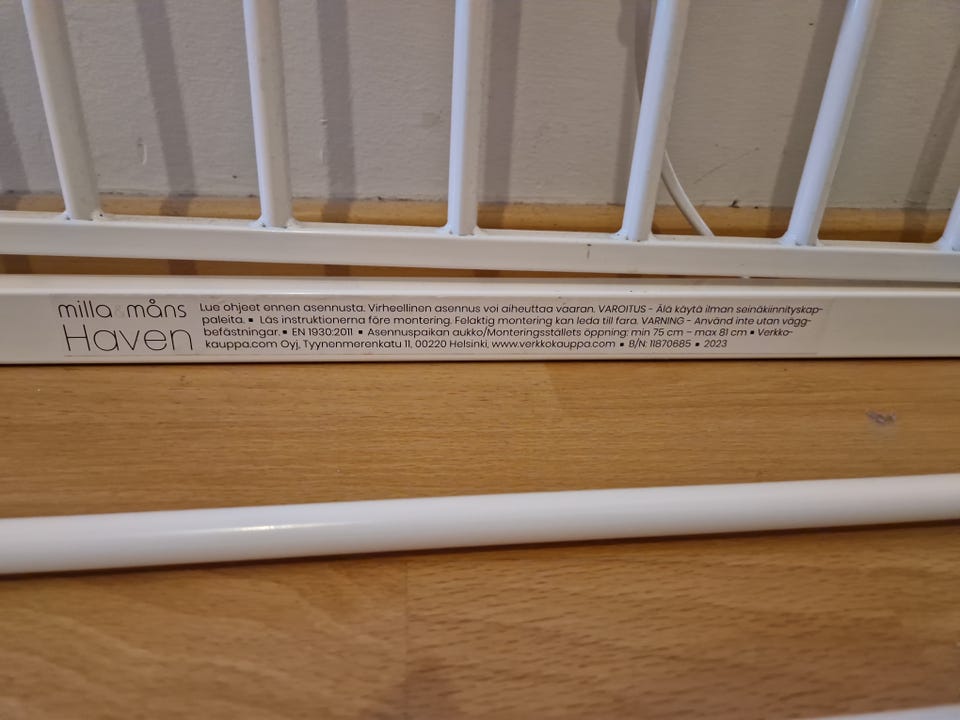 milla & måns
Haven
Lue ohjeet ennen asennusta. Virheellinen asennus voi aiheuttaa vaaran. VAROITUS - Älä käytä ilman seinäkiinnityskap-
paleita. ▪ Läs instruktionerna före montering. Felaktig montering kan leda till fara. VARNING - Använd inte utan vägg-
befästningar. ▪ EN 1930:2011 ▪ Asennuspaikan aukko/Monteringsställets öppning: min 75 cm – max 81 cm ▪ Verkko-
kauppa.com Oyj, Tyynenmerenkatu 11, 00220 Helsinki, www.verkkokauppa.com ▪ B/N: 11870685 ▪ 2023